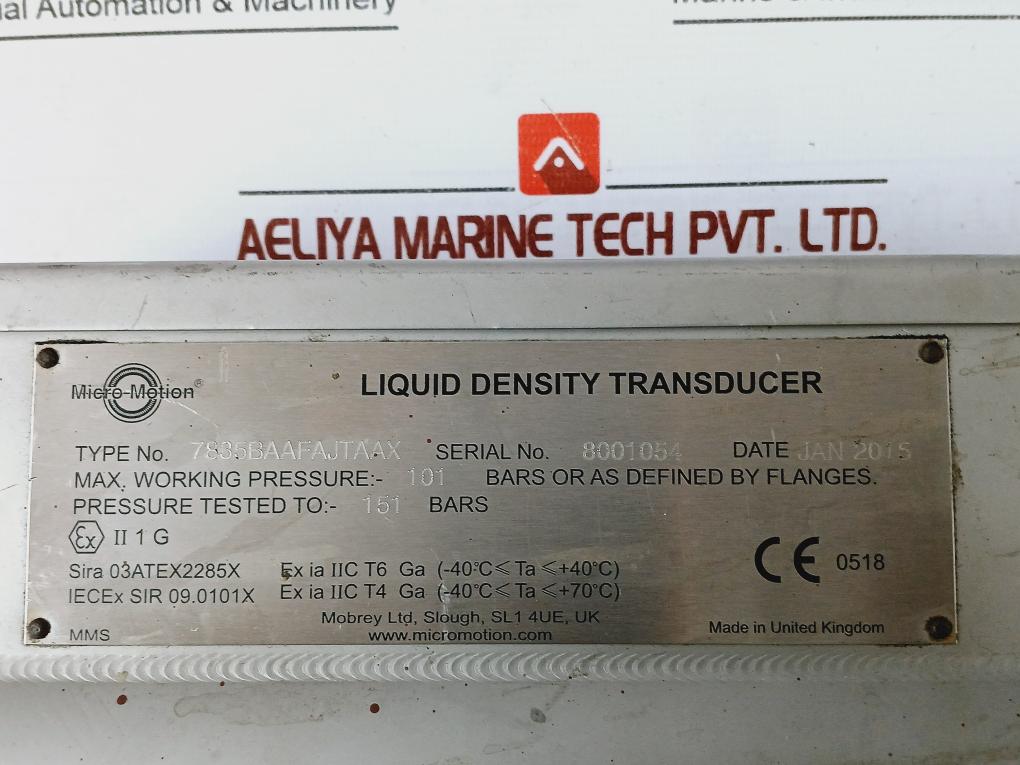 Automation & Machinery
AELIYA MARINE TECH PVT. LTD.
Micro-Motion® LIQUID DENSITY TRANSDUCER
TYPE No. 7835BAAFAJTAAX SERIAL No. 8001054 DATE JAN 2015
MAX. WORKING PRESSURE:- 101 BARS OR AS DEFINED BY FLANGES.
PRESSURE TESTED TO:- 151 BARS
Ex II 1 G
Sira 03ATEX2285X Ex ia IIC T6 Ga (-40°C≤Ta≤+40°C)
IECEx SIR 09.0101X Ex ia IIC T4 Ga (-40°C≤Ta≤+70°C)
CE 0518
Mobrey Ltd, Slough, SL1 4UE, UK
MMS www.micromotion.com Made in United Kingdom